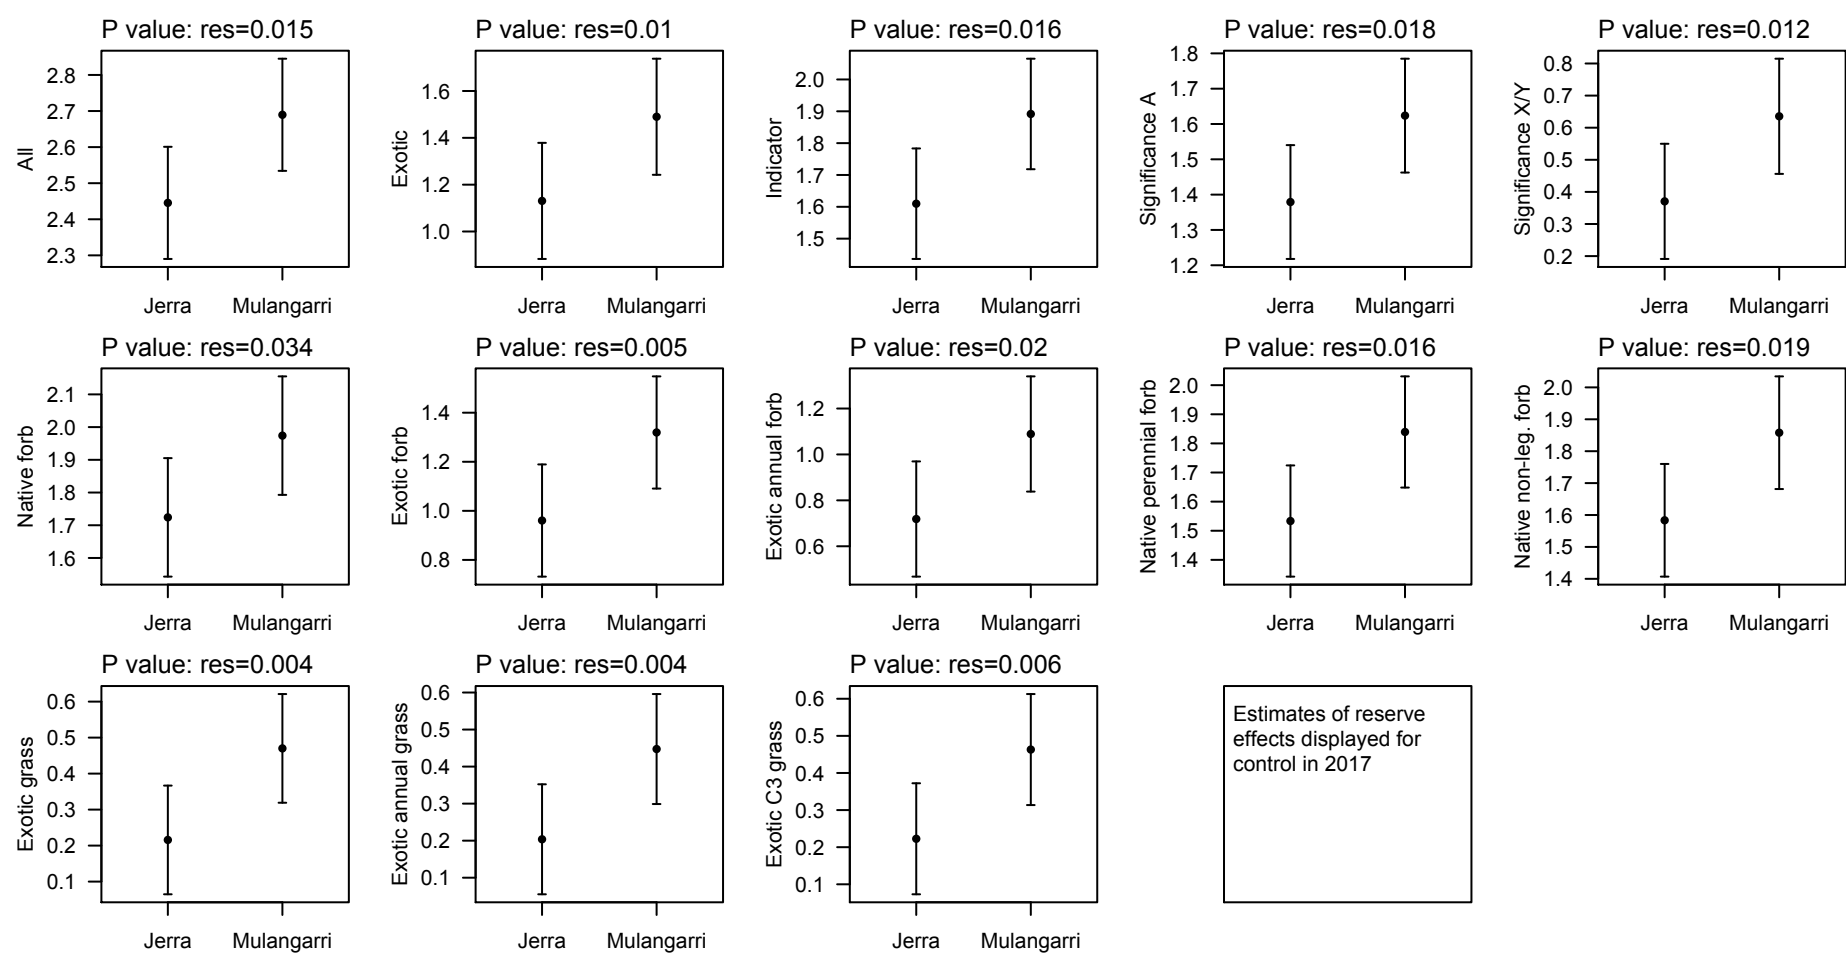 P value: res=0.015
All
2.8
2.7
2.6
2.5
2.4
2.3
Jerra Mulangarri
P value: res=0.01
Exotic
1.6
1.4
1.2
1.0
Jerra Mulangarri
P value: res=0.016
Indicator
2.0
1.9
1.8
1.7
1.6
1.5
Jerra Mulangarri
P value: res=0.018
Significance A
1.8
1.7
1.6
1.5
1.4
1.3
1.2
Jerra Mulangarri
P value: res=0.012
Significance X/Y
0.8
0.7
0.6
0.5
0.4
0.3
0.2
Jerra Mulangarri
P value: res=0.034
Native forb
2.1
2.0
1.9
1.8
1.7
1.6
Jerra Mulangarri
P value: res=0.005
Exotic forb
1.4
1.2
1.0
0.8
Jerra Mulangarri
P value: res=0.02
Exotic annual forb
1.2
1.0
0.8
0.6
Jerra Mulangarri
P value: res=0.016
Native perennial forb
2.0
1.9
1.8
1.7
1.6
1.5
1.4
Jerra Mulangarri
P value: res=0.019
Native non-leg. forb
2.0
1.9
1.8
1.7
1.6
1.5
1.4
Jerra Mulangarri
P value: res=0.004
Exotic grass
0.6
0.5
0.4
0.3
0.2
0.1
Jerra Mulangarri
P value: res=0.004
Exotic annual grass
0.6
0.5
0.4
0.3
0.2
0.1
Jerra Mulangarri
P value: res=0.006
Exotic C3 grass
0.6
0.5
0.4
0.3
0.2
0.1
Jerra Mulangarri
Estimates of reserve
effects displayed for
control in 2017